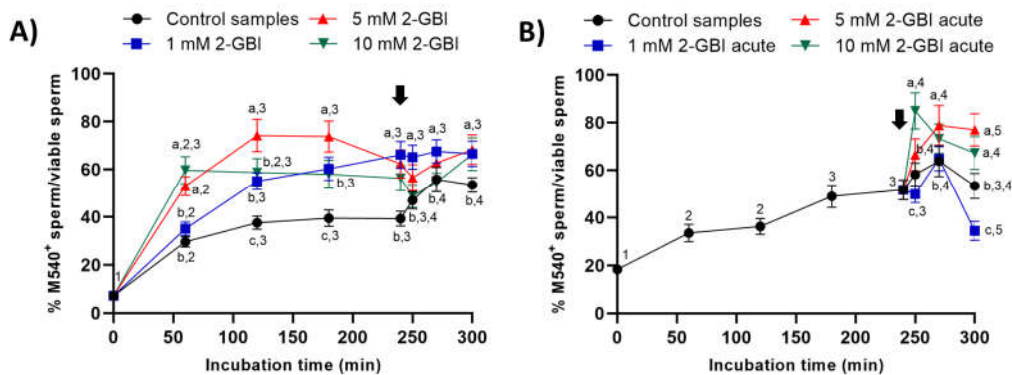 A)
Control samples
5 mM 2-GBI
1 mM 2-GBI
10 mM 2-GBI
% M540+ sperm/viable sperm
100
80
60
40
20
0
1
a,2,3
a,2
b,2
b,2
a,3
b,2,3
b,3
c,3
a,3
b,3
c,3
a,3
b,3
a,3
b,3,4
a,3
b,4
a,3
b,4
0 50 100 150 200 250 300
Incubation time (min)
B)
Control samples
5 mM 2-GBI acute
1 mM 2-GBI acute
10 mM 2-GBI acute
% M540+ sperm/viable sperm
100
80
60
40
20
0
1
2
2
3
3
a,4
b,4
c,3
a,4
b,4
a,5
a,4
b,3,4
c,5
0 50 100 150 200 250 300
Incubation time (min)